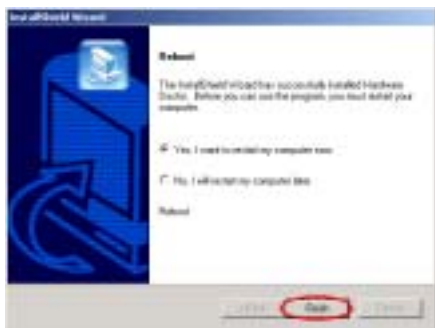 InstallShield Wizard
Reboot
The InstallShield Wizard has successfully installed Hardware
Doctor. Before you can use the program, you must restart your
computer.
Yes, I want to restart my computer now.
No, I will restart my computer later.
Reboot
Finish